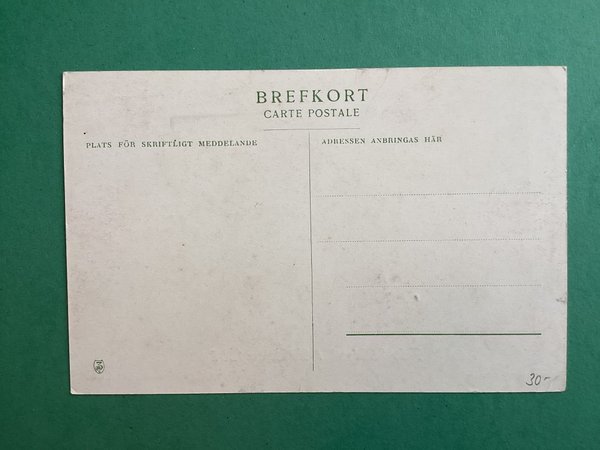 BREFKORT
CARTE POSTALE
PLATS FÖR SKRIFTLIGT MEDDELANDE
ADRESSEN ANBRINGAS HÄR
30-